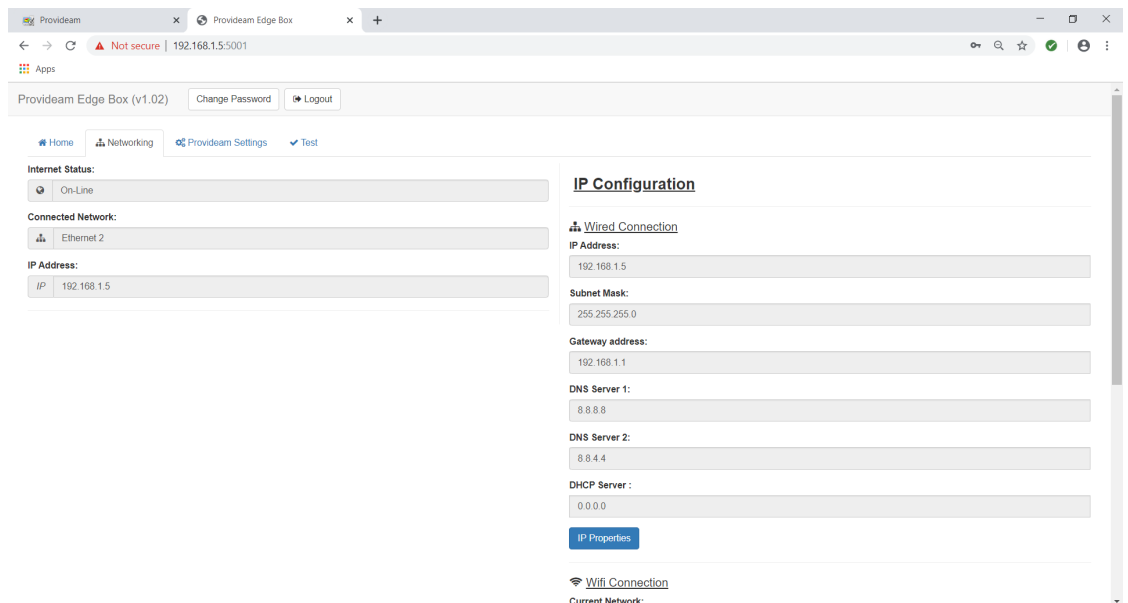 Provideam
Provideam Edge Box
Not secure | 192.168.1.5:5001
Apps
Provideam Edge Box (v1.02) Change Password Logout
Home Networking Provideam Settings Test
Internet Status:
On-Line
Connected Network:
Ethernet 2
IP Address:
IP 192.168.1.5
IP Configuration
Wired Connection
IP Address:
192.168.1.5
Subnet Mask:
255.255.255.0
Gateway address:
192.168.1.1
DNS Server 1:
8.8.8.8
DNS Server 2:
8.8.4.4
DHCP Server :
0.0.0.0
IP Properties
Wifi Connection
Current Network: